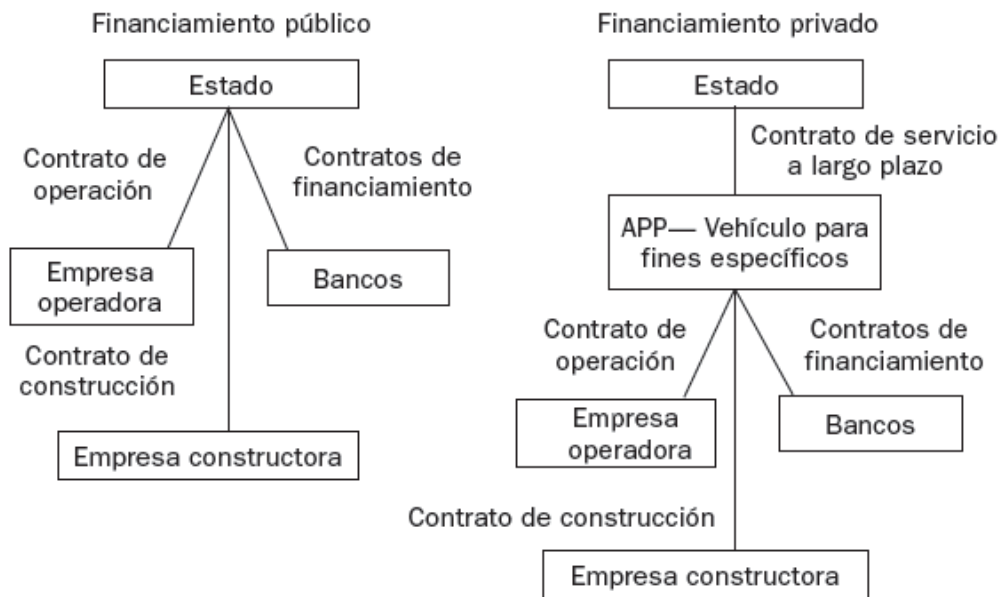 Financiamiento público
Estado
Contrato de
operación
Contratos de
financiamiento
Empresa
operadora
Bancos
Contrato de
construcción
Empresa constructora
Financiamiento privado
Estado
Contrato de servicio
a largo plazo
APP— Vehículo para
fines específicos
Contrato de
operación
Contratos de
financiamiento
Empresa
operadora
Bancos
Contrato de construcción
Empresa constructora